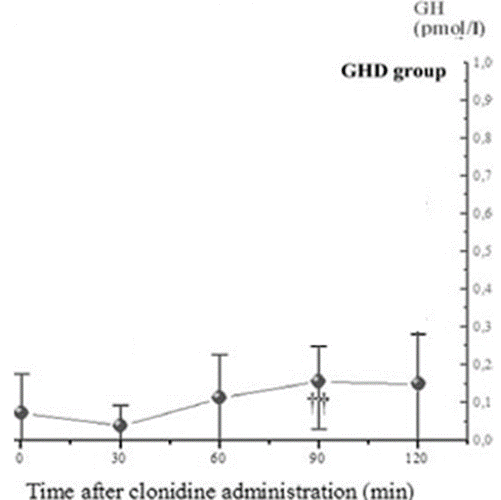 GH
(pmol/l)
GHD group
1,0
0,9
0,8
0,7
0,6
0,5
0,4
0,3
0,2
0,1
0,0
††
0 30 60 90 120
Time after clonidine administration (min)